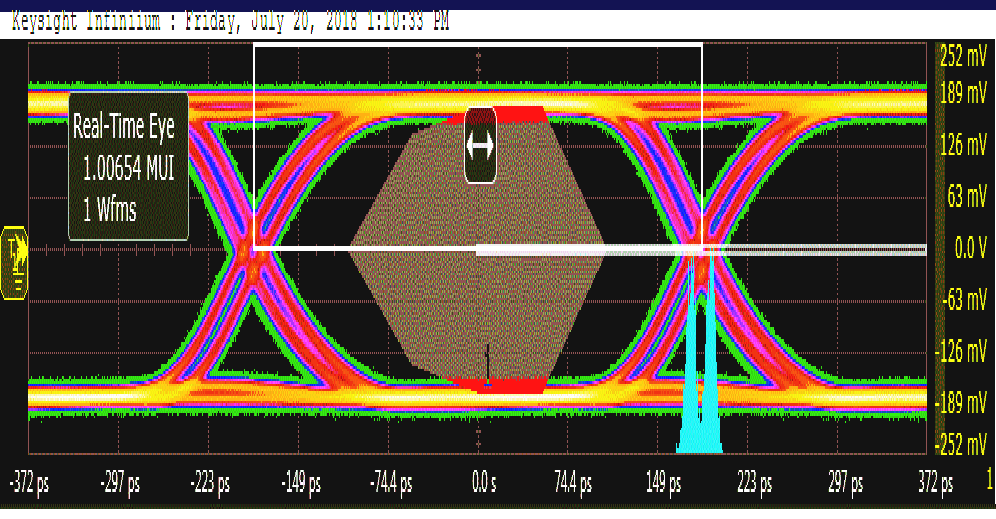 Keysight Infiniium : Friday, July 20, 2018 1:10:33 PM
Real-Time Eye
1.00654 MUI
1 Wfms
252 mV
189 mV
126 mV
63 mV
0.0 V
-63 mV
-126 mV
-189 mV
-252 mV
-372 ps -297 ps -223 ps -149 ps -74.4 ps 0.0 s 74.4 ps 149 ps 223 ps 297 ps 372 ps 1